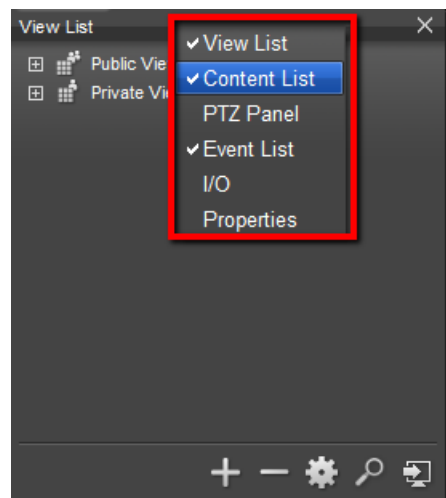 View List
Public Vie
Private Vi
View List
Content List
PTZ Panel
Event List
I/O
Properties